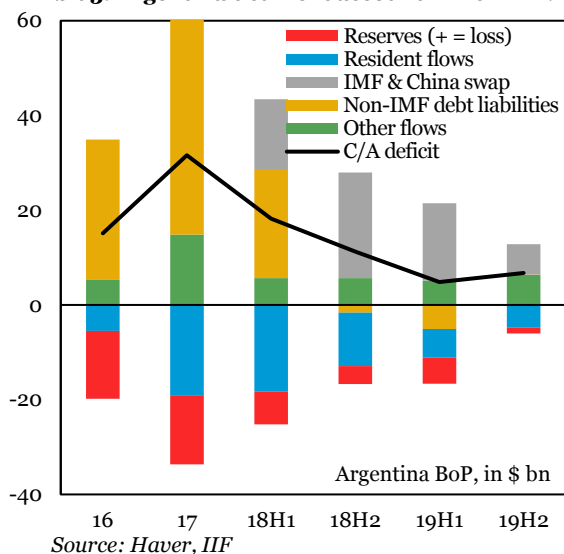 60
40
20
0
-20
-40
Reserves (+ = loss)
Resident flows
IMF & China swap
Non-IMF debt liabilities
Other flows
C/A deficit
Argentina BoP, in $ bn
16 17 18H1 18H2 19H1 19H2
Source: Haver, IIF